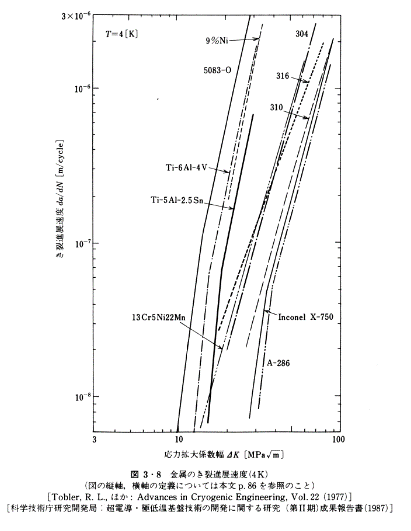 3×10⁻⁶
T=4[K]
9%Ni
304
5083-O
316
10⁻⁶
310
き裂進展速度 da/dN [m/cycle]
Ti-6Al-4V
Ti-5Al-2.5Sn
10⁻⁷
13Cr5Ni22Mn
Inconel X-750
A-286
10⁻⁸
3 10 30 100
応力拡大係数幅 ΔK [MPa√m]
図 3・8 金属のき裂進展速度(4K)
(図の縦軸，横軸の定義については本文 p.86 を参照のこと)
[Tobler, R. L., ほか: Advances in Cryogenic Engineering, Vol. 22 (1977)]
[科学技術庁研究開発局：超電導・極低温基盤技術の開発に関する研究（第Ⅱ期）成果報告書(1987)]